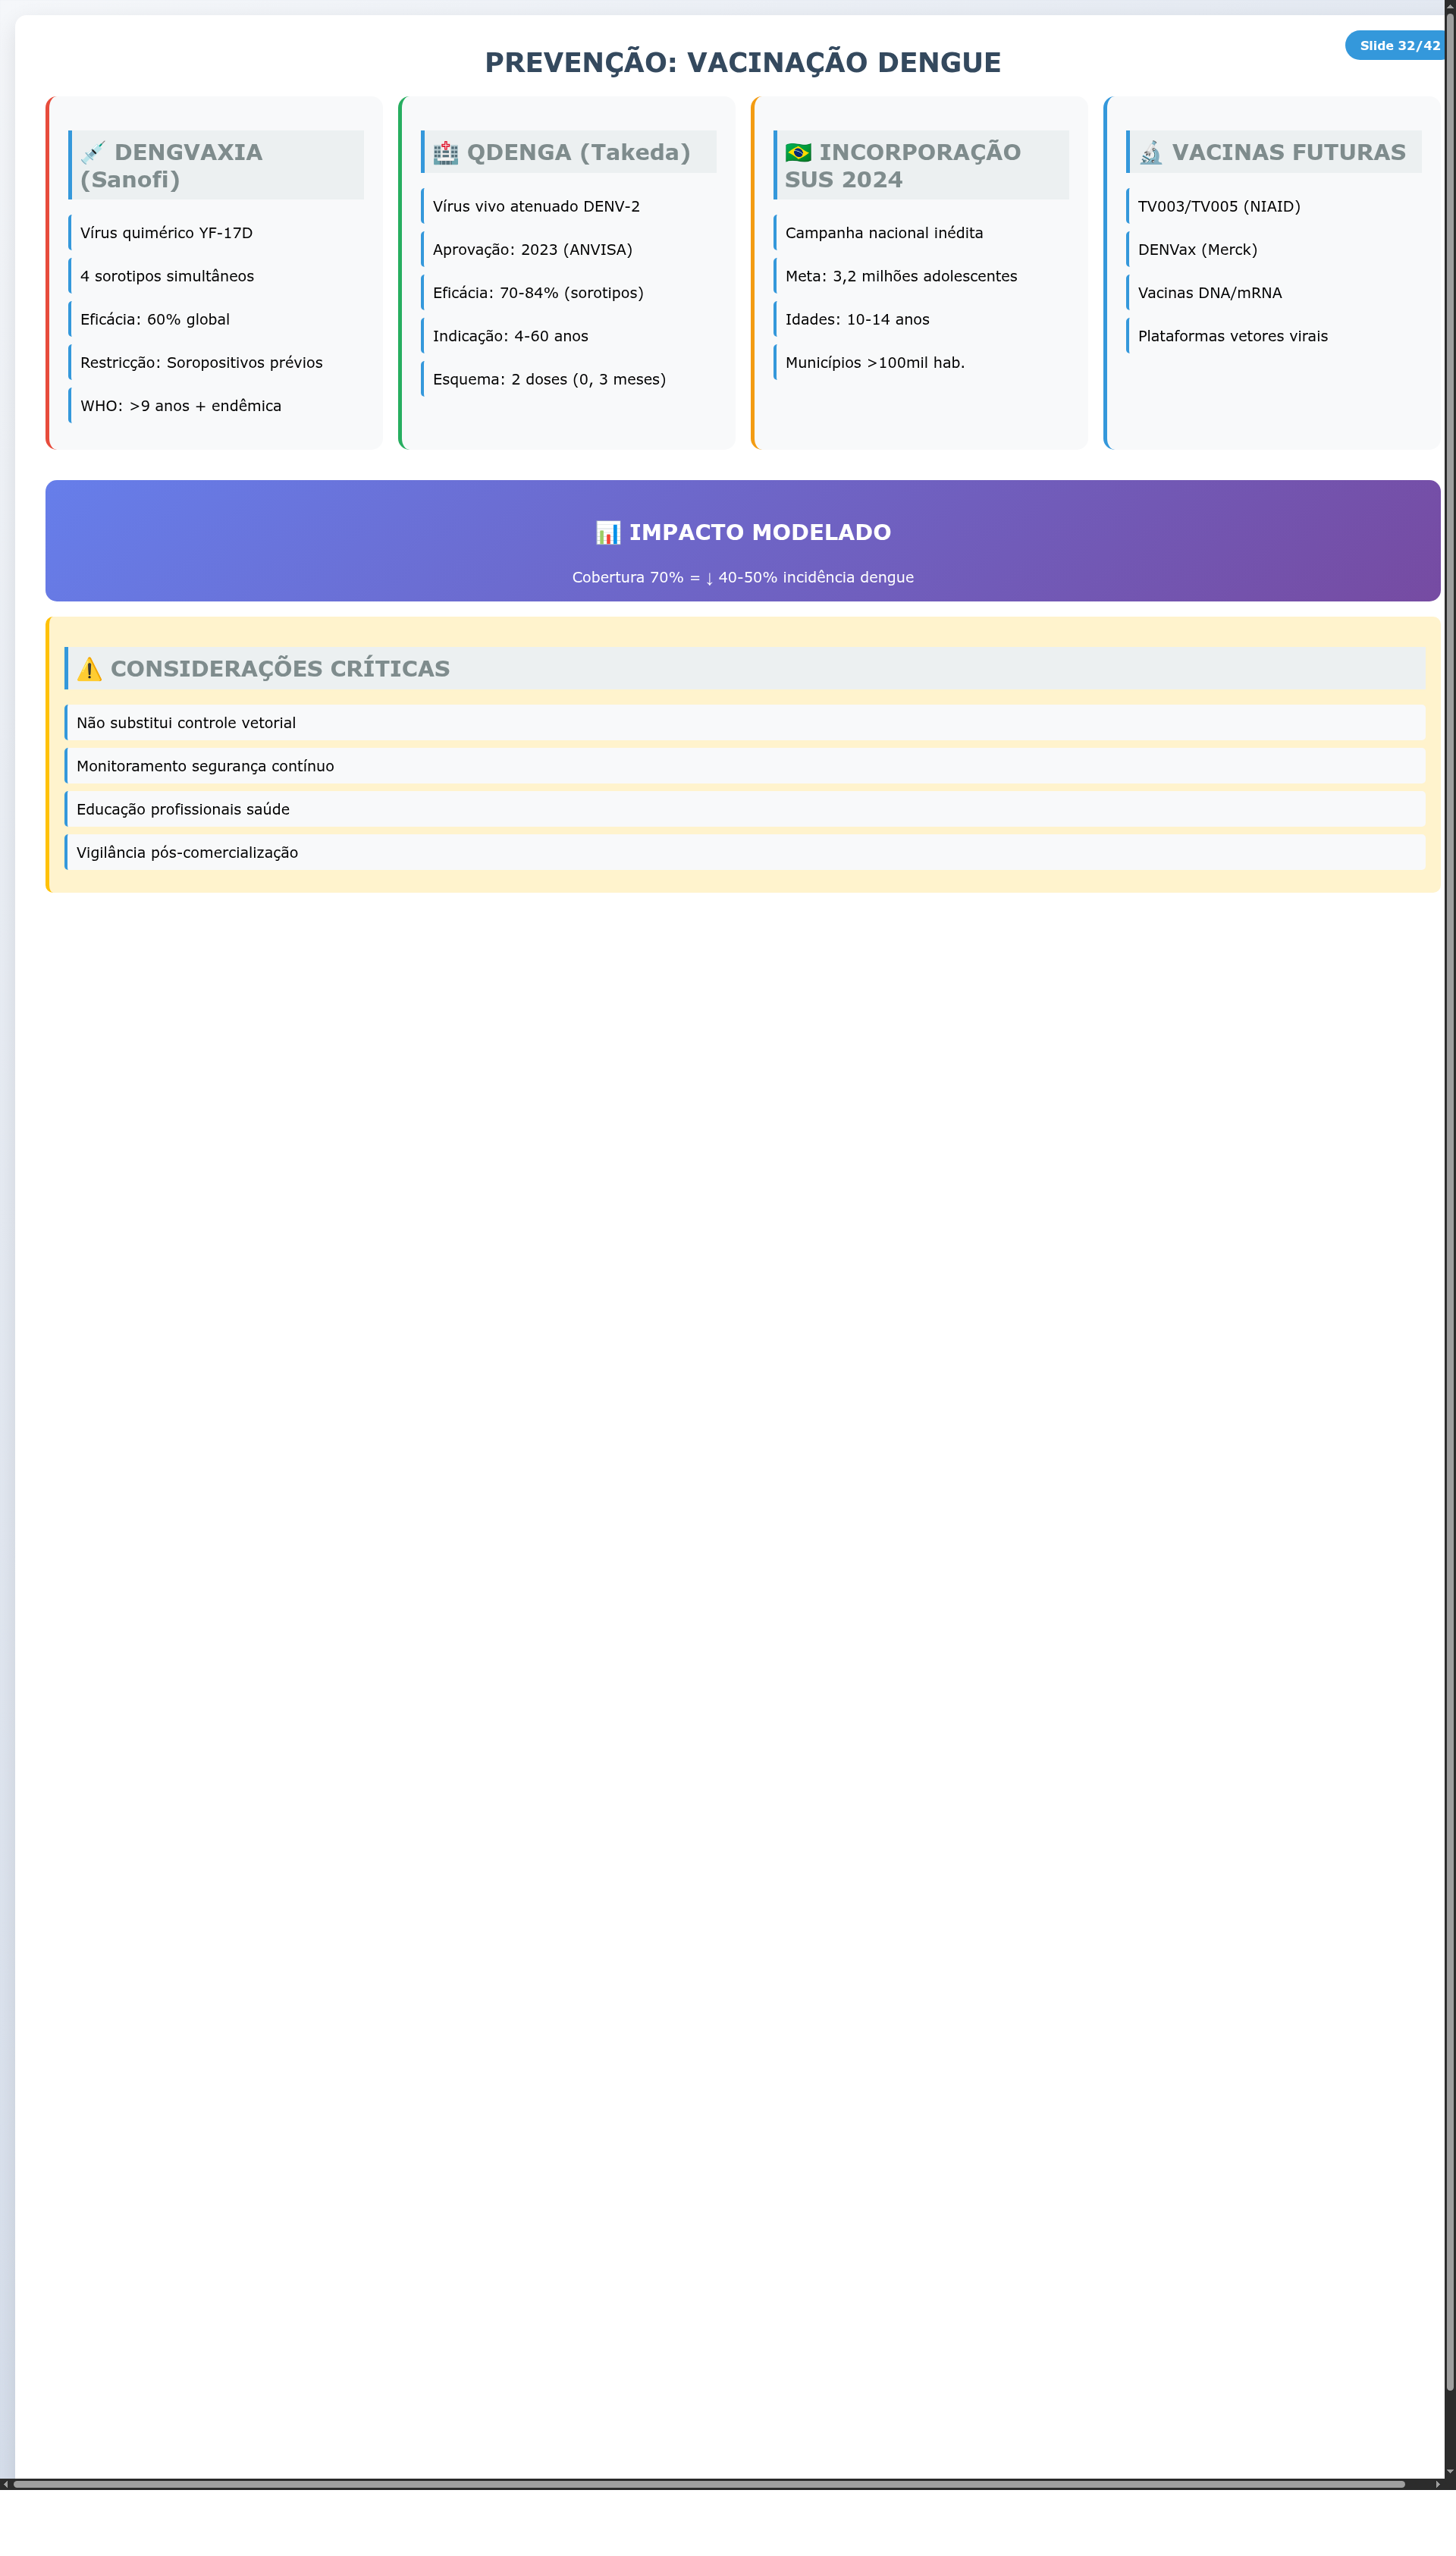 Slide 32/42
PREVENÇÃO: VACINAÇÃO DENGUE
💉 DENGVAXIA
(Sanofi)
Vírus quimérico YF-17D
4 sorotipos simultâneos
Eficácia: 60% global
Restricção: Soropositivos prévios
WHO: >9 anos + endêmica
🏥 QDENGA (Takeda)
Vírus vivo atenuado DENV-2
Aprovação: 2023 (ANVISA)
Eficácia: 70-84% (sorotipos)
Indicação: 4-60 anos
Esquema: 2 doses (0, 3 meses)
🇧🇷 INCORPORAÇÃO
SUS 2024
Campanha nacional inédita
Meta: 3,2 milhões adolescentes
Idades: 10-14 anos
Municípios >100mil hab.
🔬 VACINAS FUTURAS
TV003/TV005 (NIAID)
DENVax (Merck)
Vacinas DNA/mRNA
Plataformas vetores virais
📊 IMPACTO MODELADO
Cobertura 70% = ↓ 40-50% incidência dengue
⚠️ CONSIDERAÇÕES CRÍTICAS
Não substitui controle vetorial
Monitoramento segurança contínuo
Educação profissionais saúde
Vigilância pós-comercialização